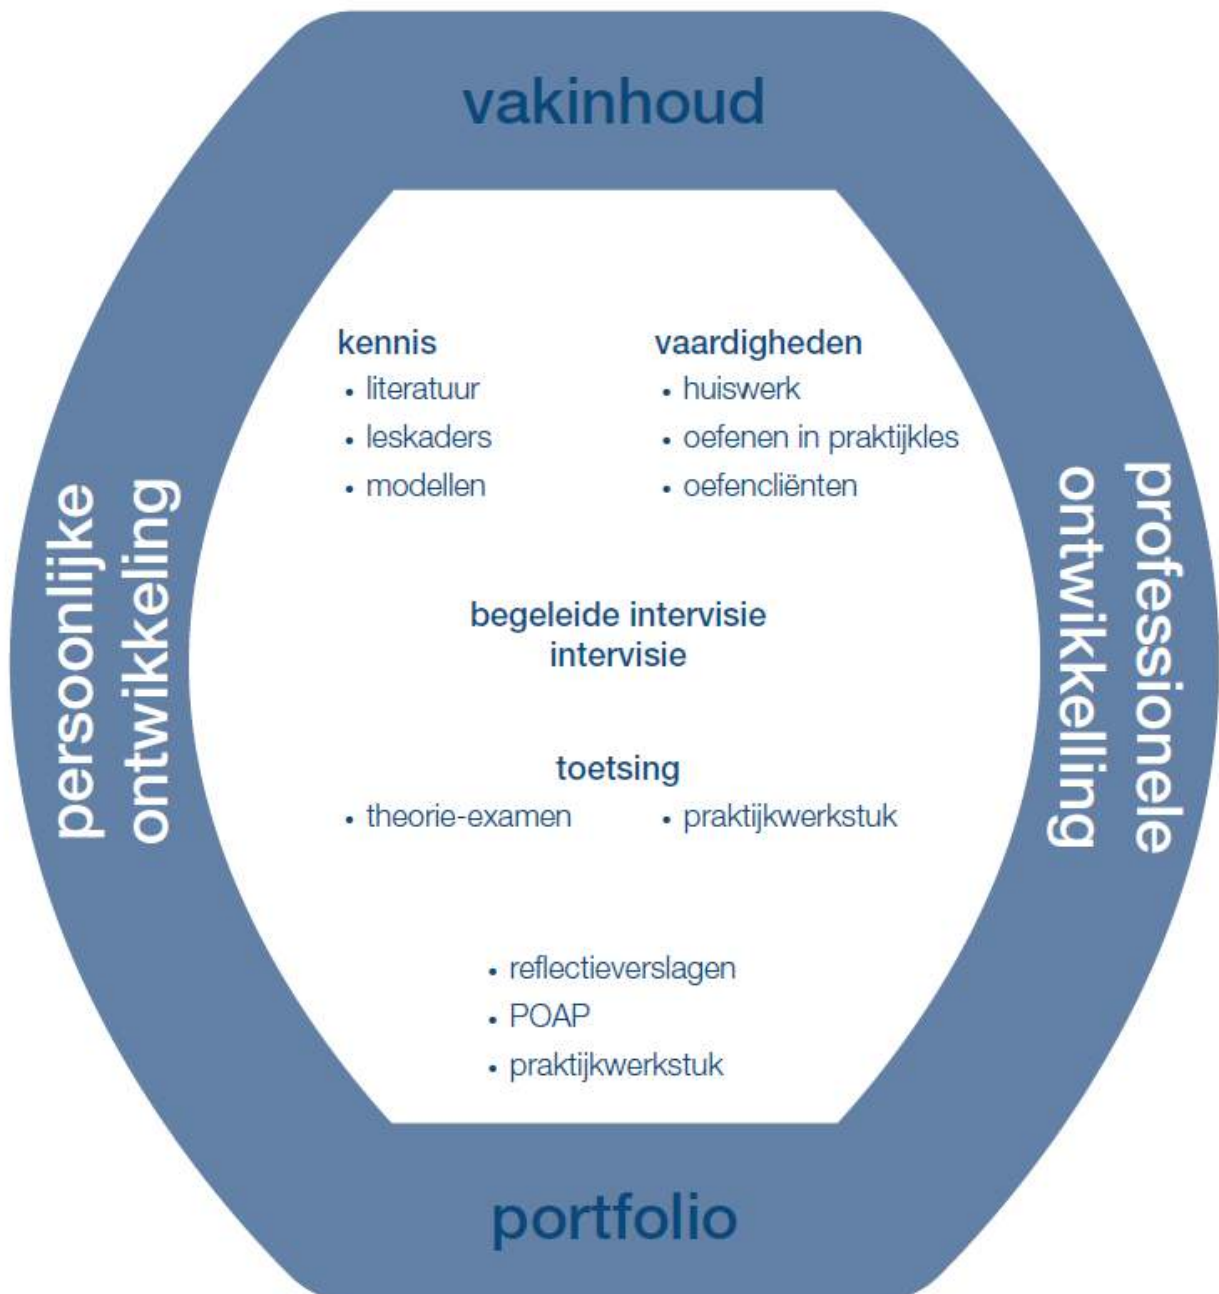 vakinhoud
persoonlijke
ontwikkeling
kennis
• literatuur
• leskaders
• modellen
vaardigheden
• huiswerk
• oefenen in praktijkles
• oefencliënten
begeleide intervisie
intervisie
toetsing
• theorie-examen
• praktijkwerkstuk
• reflectieverslagen
• POAP
• praktijkwerkstuk
professionele
ontwikkelling
portfolio